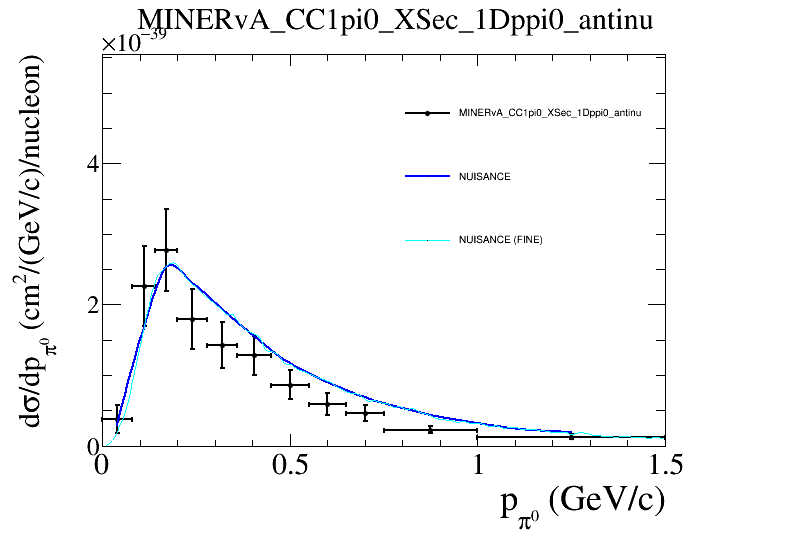 MINERvA_CC1pi0_XSec_1Dppi0_antinu
×10⁻³⁹
dσ/dp_π⁰ (cm²/(GeV/c)/nucleon)
MINERvA_CC1pi0_XSec_1Dppi0_antinu
NUISANCE
NUISANCE (FINE)
4
2
0
0 0.5 1 1.5
p_π⁰ (GeV/c)